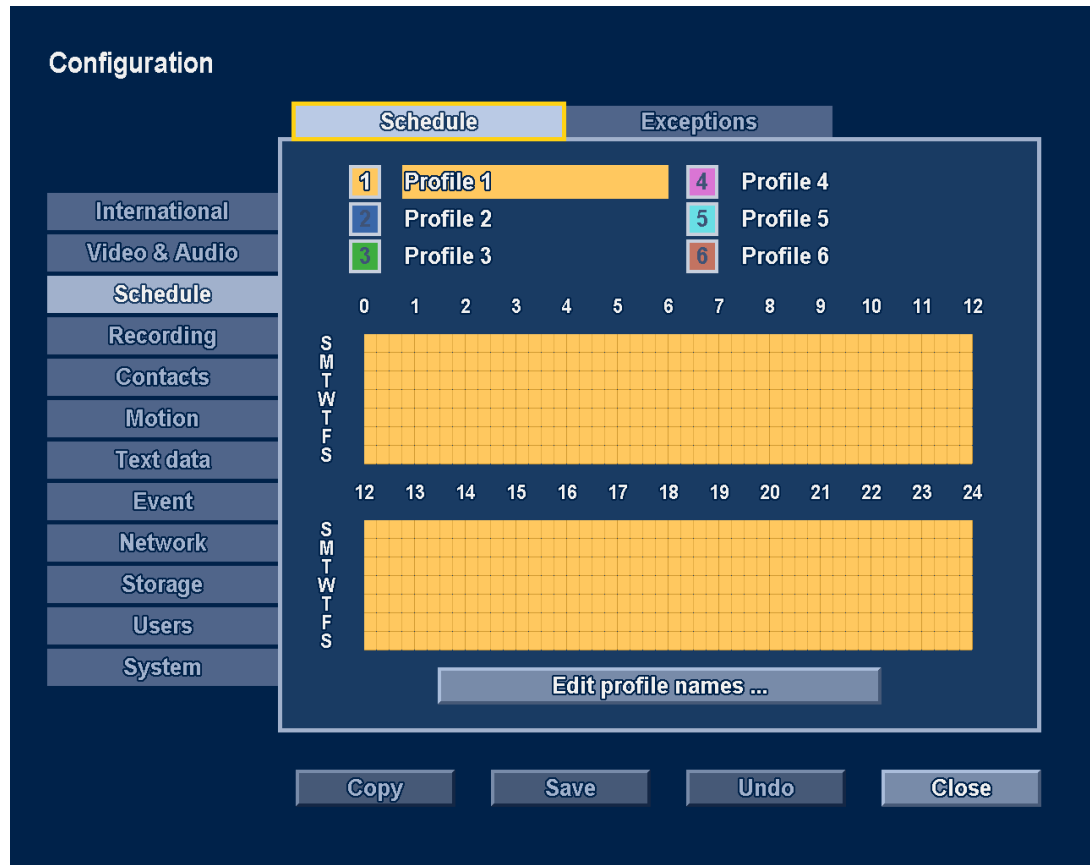 Configuration
Schedule Exceptions
1 Profile 1 4 Profile 4
2 Profile 2 5 Profile 5
3 Profile 3 6 Profile 6
International
Video & Audio
Schedule
Recording
Contacts
Motion
Text data
Event
Network
Storage
Users
System
0 1 2 3 4 5 6 7 8 9 10 11 12
S
M
T
W
T
F
S
12 13 14 15 16 17 18 19 20 21 22 23 24
S
M
T
W
T
F
S
Edit profile names ...
Copy Save Undo Close